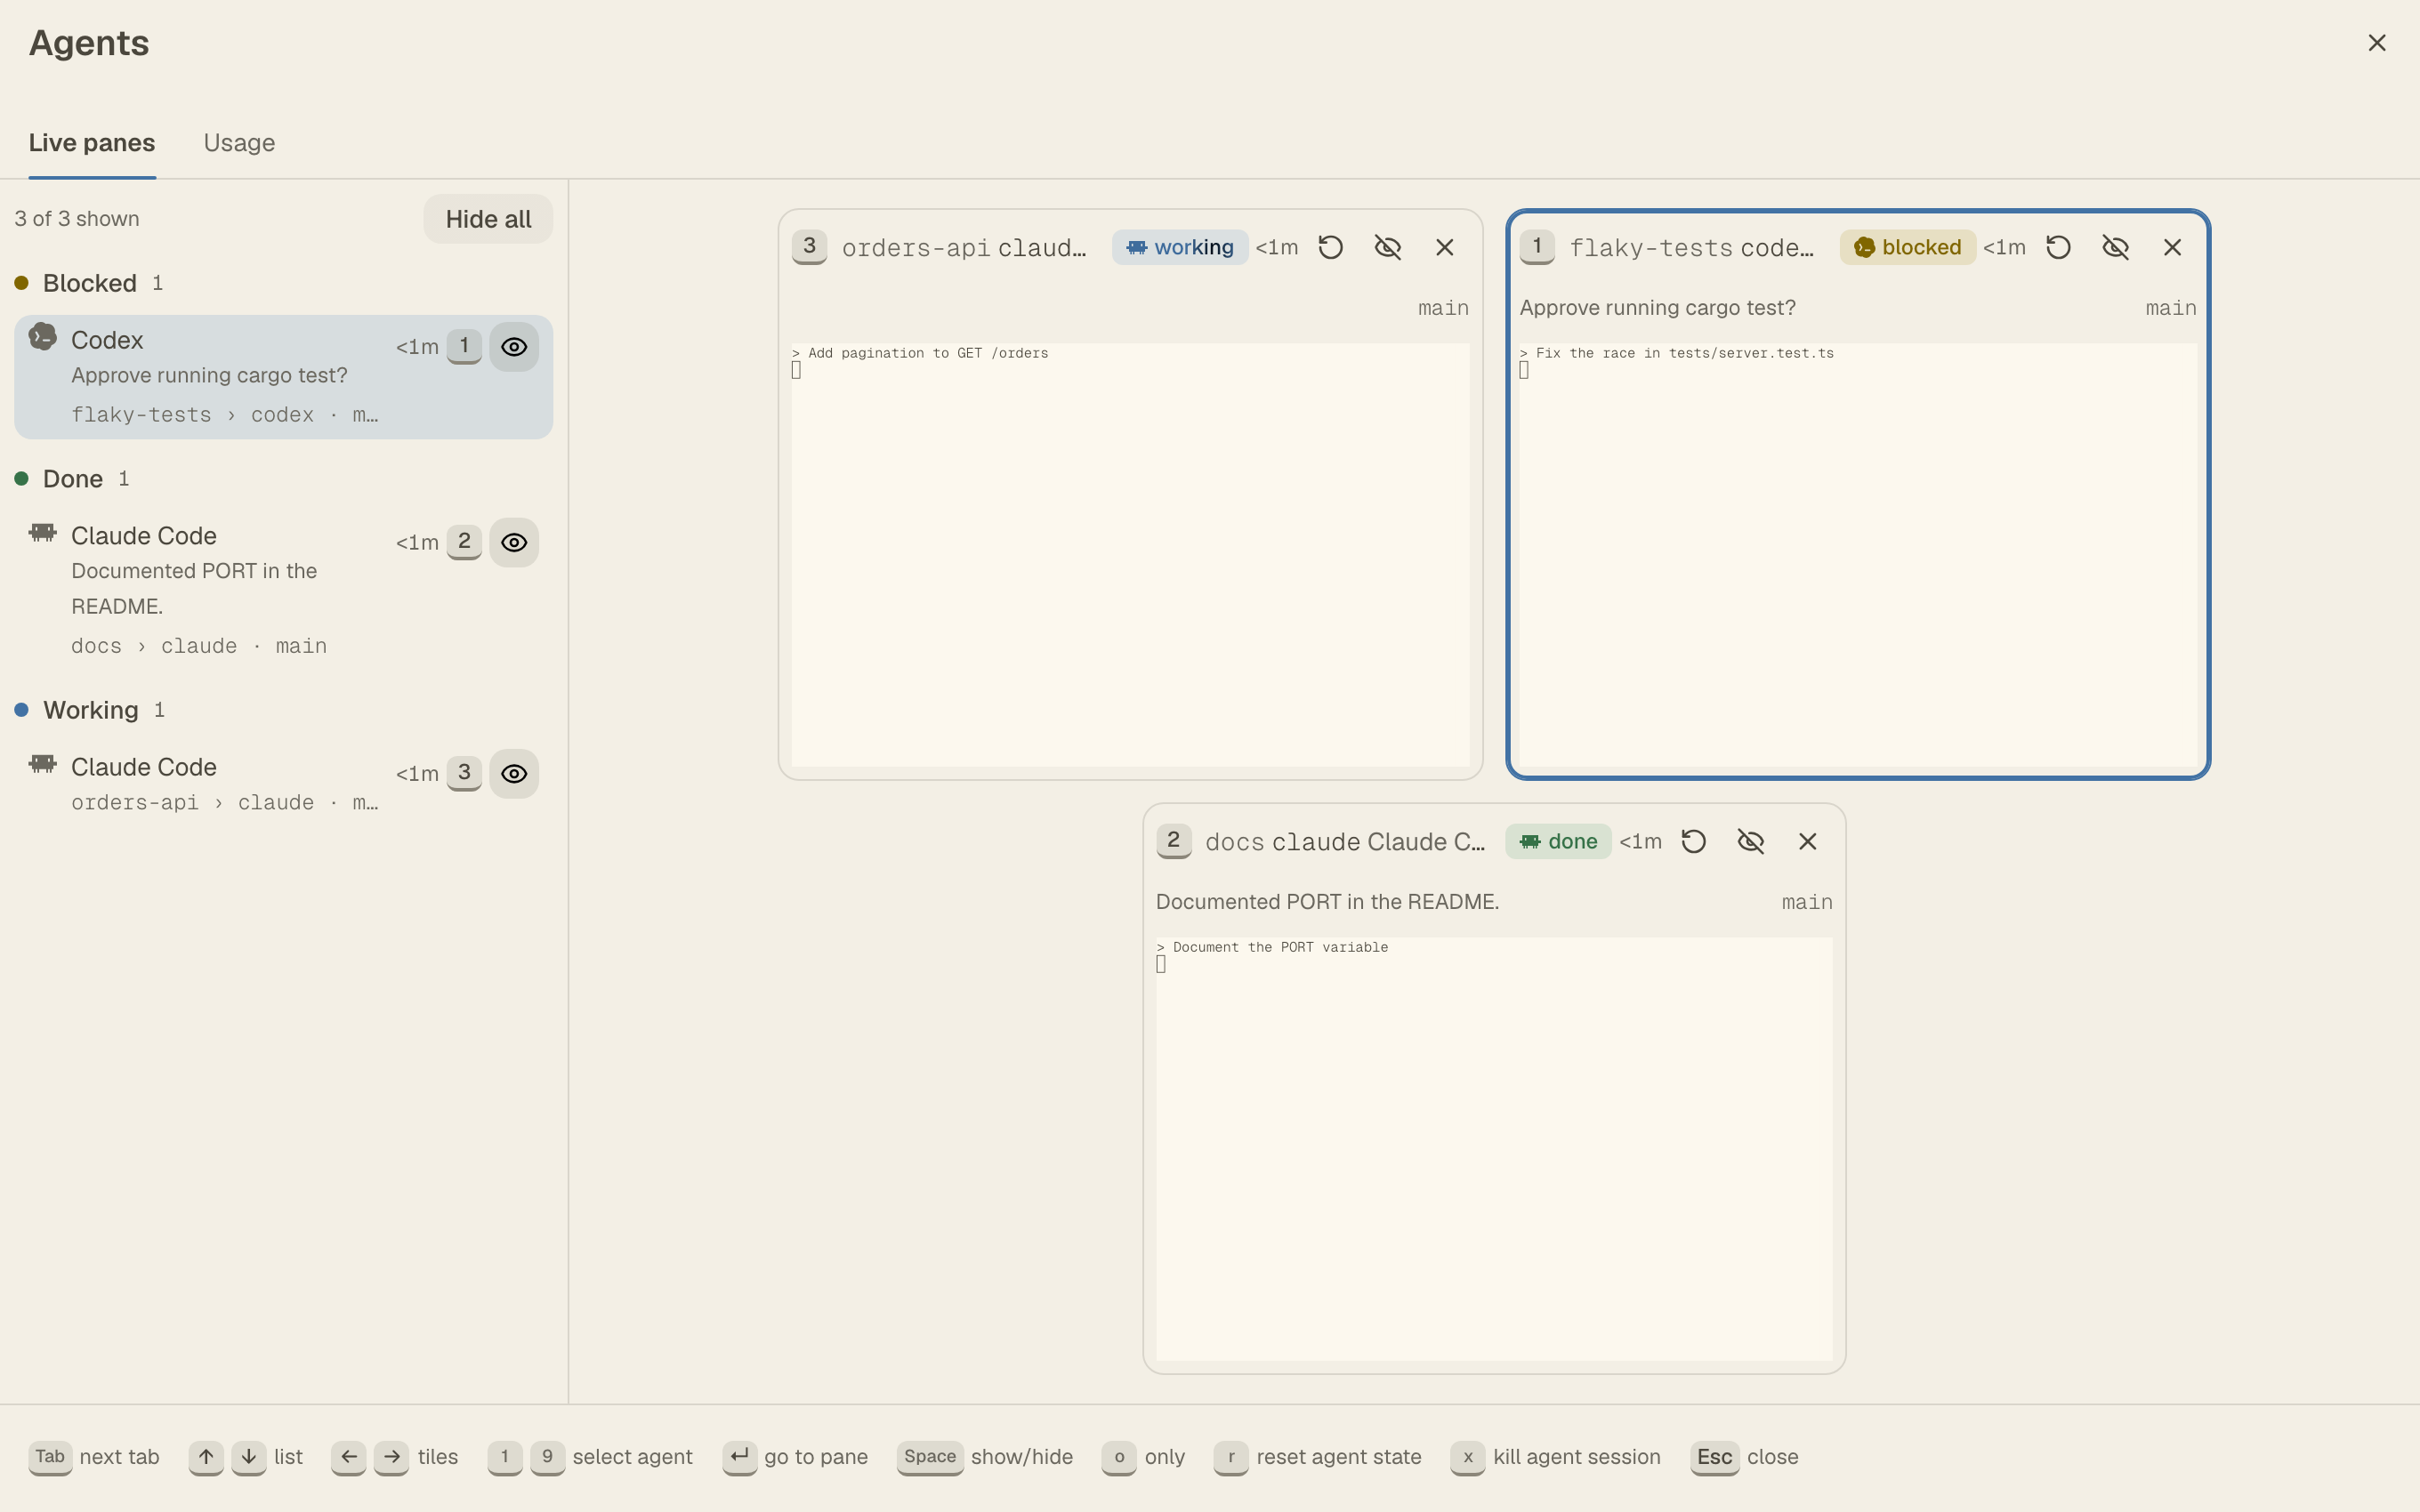 Agents
Live panes
Usage
3 of 3 shown
Hide all
Blocked 1
Codex
<1m 1
Approve running cargo test?
flaky-tests › codex · m…
Done 1
Claude Code
<1m 2
Documented PORT in the
README.
docs › claude · main
Working 1
Claude Code
<1m 3
orders-api › claude · m…
3 orders-api claud… working <1m
main
> Add pagination to GET /orders
1 flaky-tests code… blocked <1m
Approve running cargo test? main
> Fix the race in tests/server.test.ts
2 docs claude Claude C… done <1m
Documented PORT in the README. main
> Document the PORT variable
Tab next tab ↑ ↓ list ← → tiles 1 9 select agent ↵ go to pane Space show/hide o only r reset agent state x kill agent session Esc close